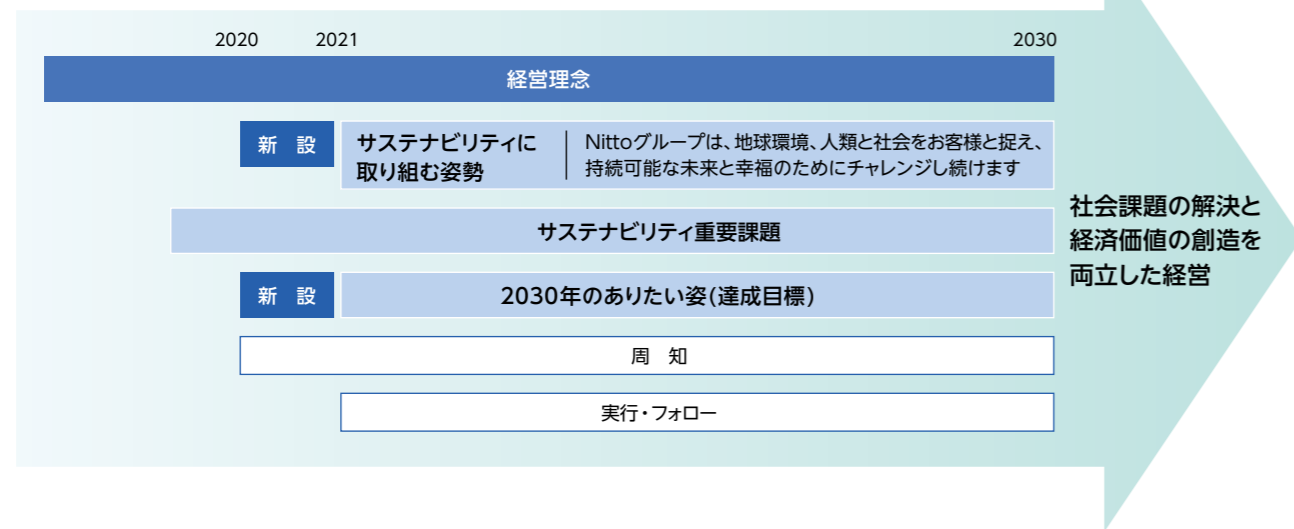 2020 2021 2030
経営理念
新 設
サステナビリティに
取り組む姿勢
Nittoグループは、地球環境、人類と社会をお客様と捉え、
持続可能な未来と幸福のためにチャレンジし続けます
サステナビリティ重要課題
新 設
2030年のありたい姿(達成目標)
周 知
実行・フォロー
社会課題の解決と
経済価値の創造を
両立した経営